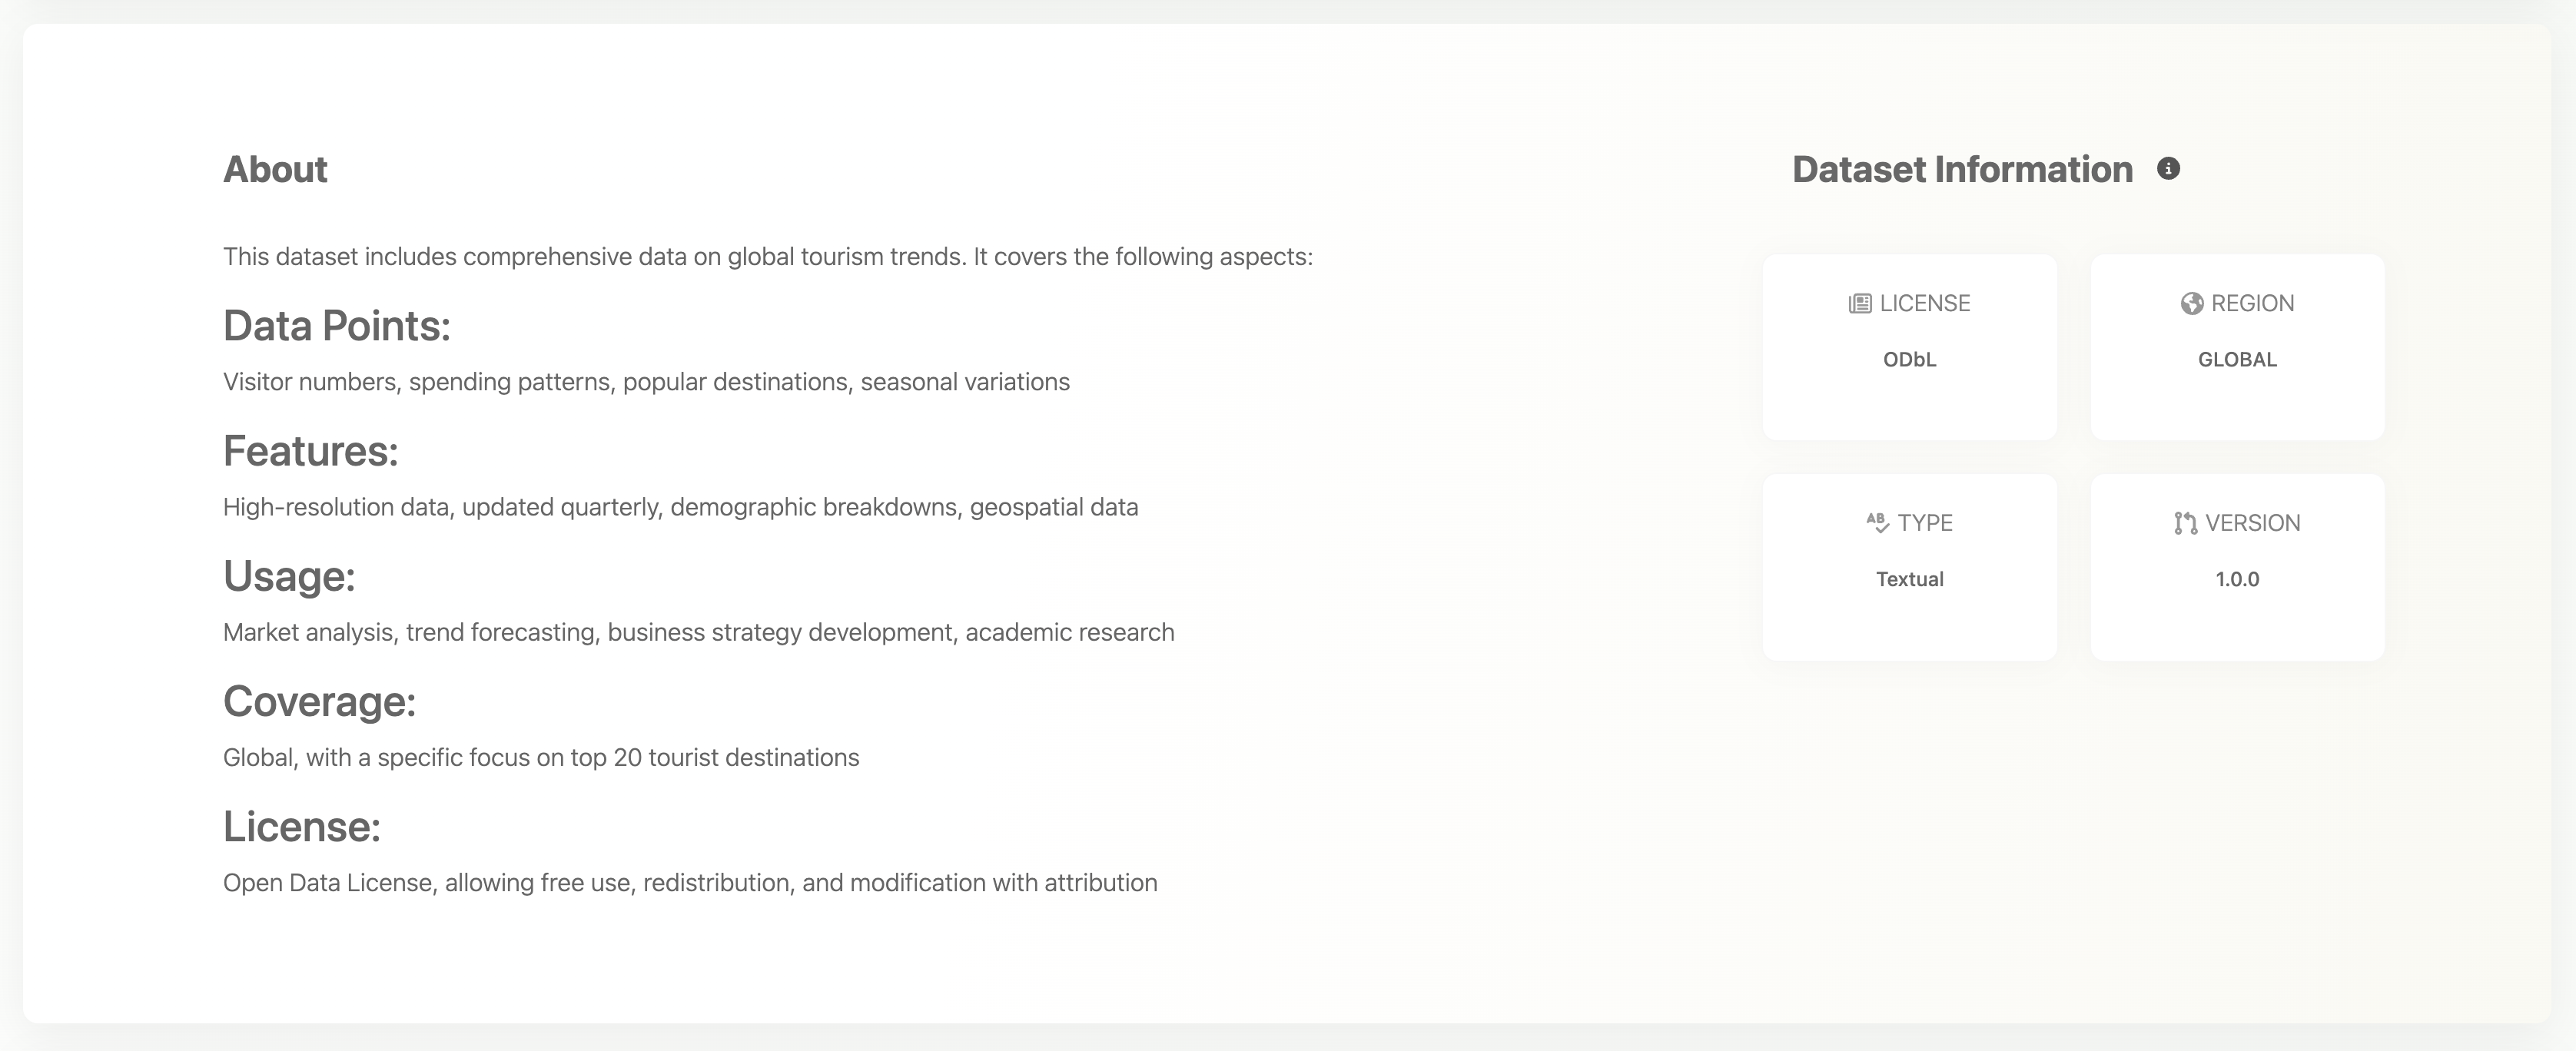 About
This dataset includes comprehensive data on global tourism trends. It covers the following aspects:
Data Points:
Visitor numbers, spending patterns, popular destinations, seasonal variations
Features:
High-resolution data, updated quarterly, demographic breakdowns, geospatial data
Usage:
Market analysis, trend forecasting, business strategy development, academic research
Coverage:
Global, with a specific focus on top 20 tourist destinations
License:
Open Data License, allowing free use, redistribution, and modification with attribution
Dataset Information
LICENSE
ODbL
REGION
GLOBAL
TYPE
Textual
VERSION
1.0.0